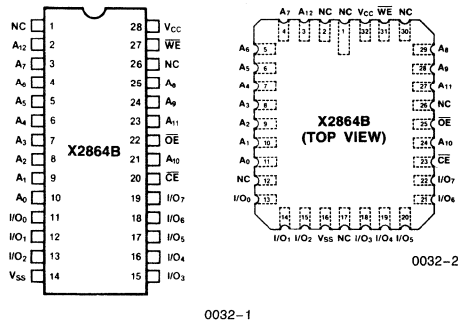 NC 1 28 VCC
A12 2 27 WE
A7 3 26 NC
A6 4 25 A8
A5 5 24 A9
A4 6 23 A11
A3 7 22 OE
A2 8 21 A10
A1 9 20 CE
A0 10 19 I/O7
I/O0 11 18 I/O6
I/O1 12 17 I/O5
I/O2 13 16 I/O4
VSS 14 15 I/O3
X2864B
0032-1
A7 A12 NC NC VCC WE NC
4 3 2 1 32 31 30
A6 5 29 A8
A5 6 28 A9
A4 7 27 A11
A3 8 26 NC
A2 9 25 OE
A1 10 24 A10
A0 11 23 CE
NC 12 22 I/O7
I/O0 13 21 I/O6
X2864B
(TOP VIEW)
14 15 16 17 18 19 20
I/O1 I/O2 VSS NC I/O3 I/O4 I/O5
0032-2